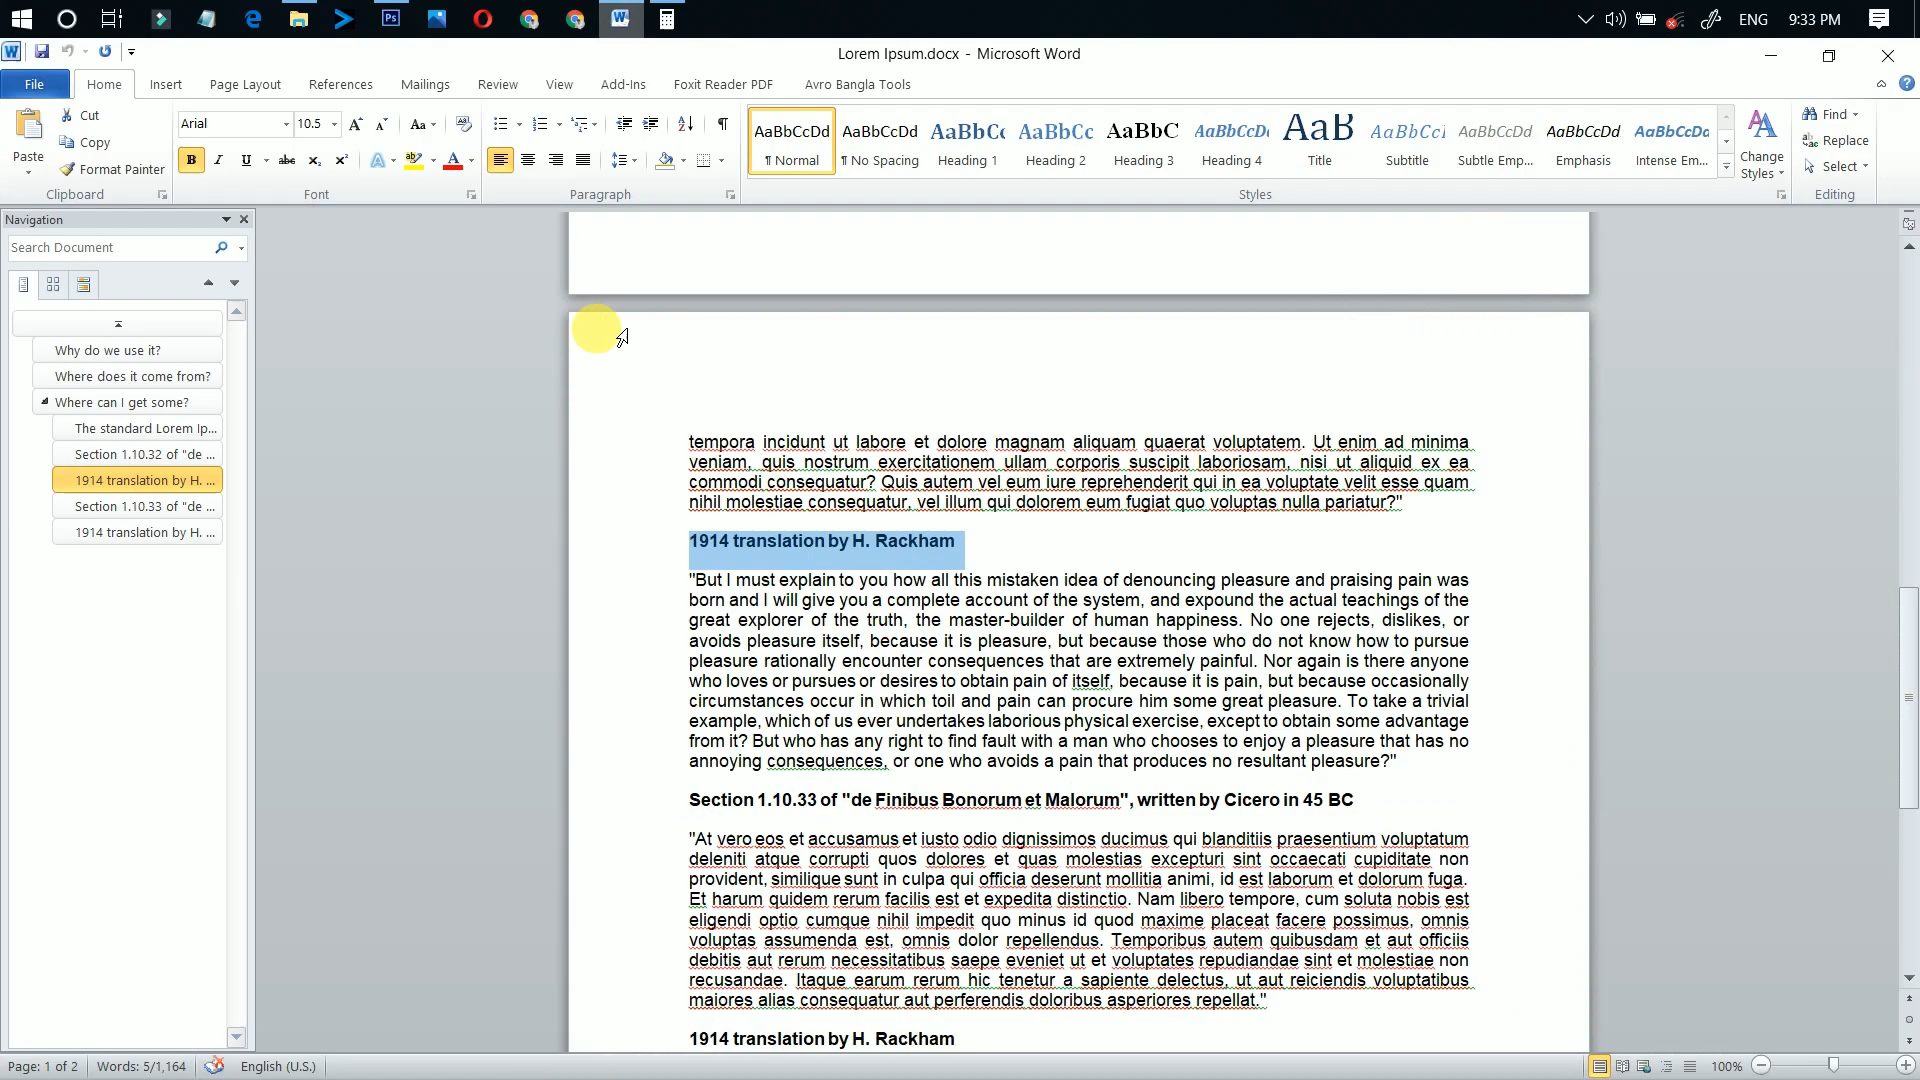 ENG 9:33 PM
Lorem Ipsum.docx - Microsoft Word
File Home Insert Page Layout References Mailings Review View Add-Ins Foxit Reader PDF Avro Bangla Tools
Paste
Cut
Copy
Format Painter
Clipboard
Arial 10.5
Font
Paragraph
AaBbCcDd AaBbCcDd AaBbCc AaBbCc AaBbC AaBbCcDd AaB AaBbCcl AaBbCcDd AaBbCcDd AaBbCcDd
¶ Normal ¶ No Spacing Heading 1 Heading 2 Heading 3 Heading 4 Title Subtitle Subtle Emp... Emphasis Intense Em...
Styles
Change
Styles
Find
Replace
Select
Editing
Navigation
Search Document
Why do we use it?
Where does it come from?
Where can I get some?
The standard Lorem Ip...
Section 1.10.32 of "de ...
1914 translation by H. ...
Section 1.10.33 of "de ...
1914 translation by H. ...
tempora incidunt ut labore et dolore magnam aliquam quaerat voluptatem. Ut enim ad minima
veniam, quis nostrum exercitationem ullam corporis suscipit laboriosam, nisi ut aliquid ex ea
commodi consequatur? Quis autem vel eum iure reprehenderit qui in ea voluptate velit esse quam
nihil molestiae consequatur, vel illum qui dolorem eum fugiat quo voluptas nulla pariatur?"
1914 translation by H. Rackham
"But I must explain to you how all this mistaken idea of denouncing pleasure and praising pain was
born and I will give you a complete account of the system, and expound the actual teachings of the
great explorer of the truth, the master-builder of human happiness. No one rejects, dislikes, or
avoids pleasure itself, because it is pleasure, but because those who do not know how to pursue
pleasure rationally encounter consequences that are extremely painful. Nor again is there anyone
who loves or pursues or desires to obtain pain of itself, because it is pain, but because occasionally
circumstances occur in which toil and pain can procure him some great pleasure. To take a trivial
example, which of us ever undertakes laborious physical exercise, except to obtain some advantage
from it? But who has any right to find fault with a man who chooses to enjoy a pleasure that has no
annoying consequences, or one who avoids a pain that produces no resultant pleasure?"
Section 1.10.33 of "de Finibus Bonorum et Malorum", written by Cicero in 45 BC
"At vero eos et accusamus et iusto odio dignissimos ducimus qui blanditiis praesentium voluptatum
deleniti atque corrupti quos dolores et quas molestias excepturi sint occaecati cupiditate non
provident, similique sunt in culpa qui officia deserunt mollitia animi, id est laborum et dolorum fuga.
Et harum quidem rerum facilis est et expedita distinctio. Nam libero tempore, cum soluta nobis est
eligendi optio cumque nihil impedit quo minus id quod maxime placeat facere possimus, omnis
voluptas assumenda est, omnis dolor repellendus. Temporibus autem quibusdam et aut officiis
debitis aut rerum necessitatibus saepe eveniet ut et voluptates repudiandae sint et molestiae non
recusandae. Itaque earum rerum hic tenetur a sapiente delectus, ut aut reiciendis voluptatibus
maiores alias consequatur aut perferendis doloribus asperiores repellat."
1914 translation by H. Rackham
Page: 1 of 2 Words: 5/1,164 English (U.S.) 100%